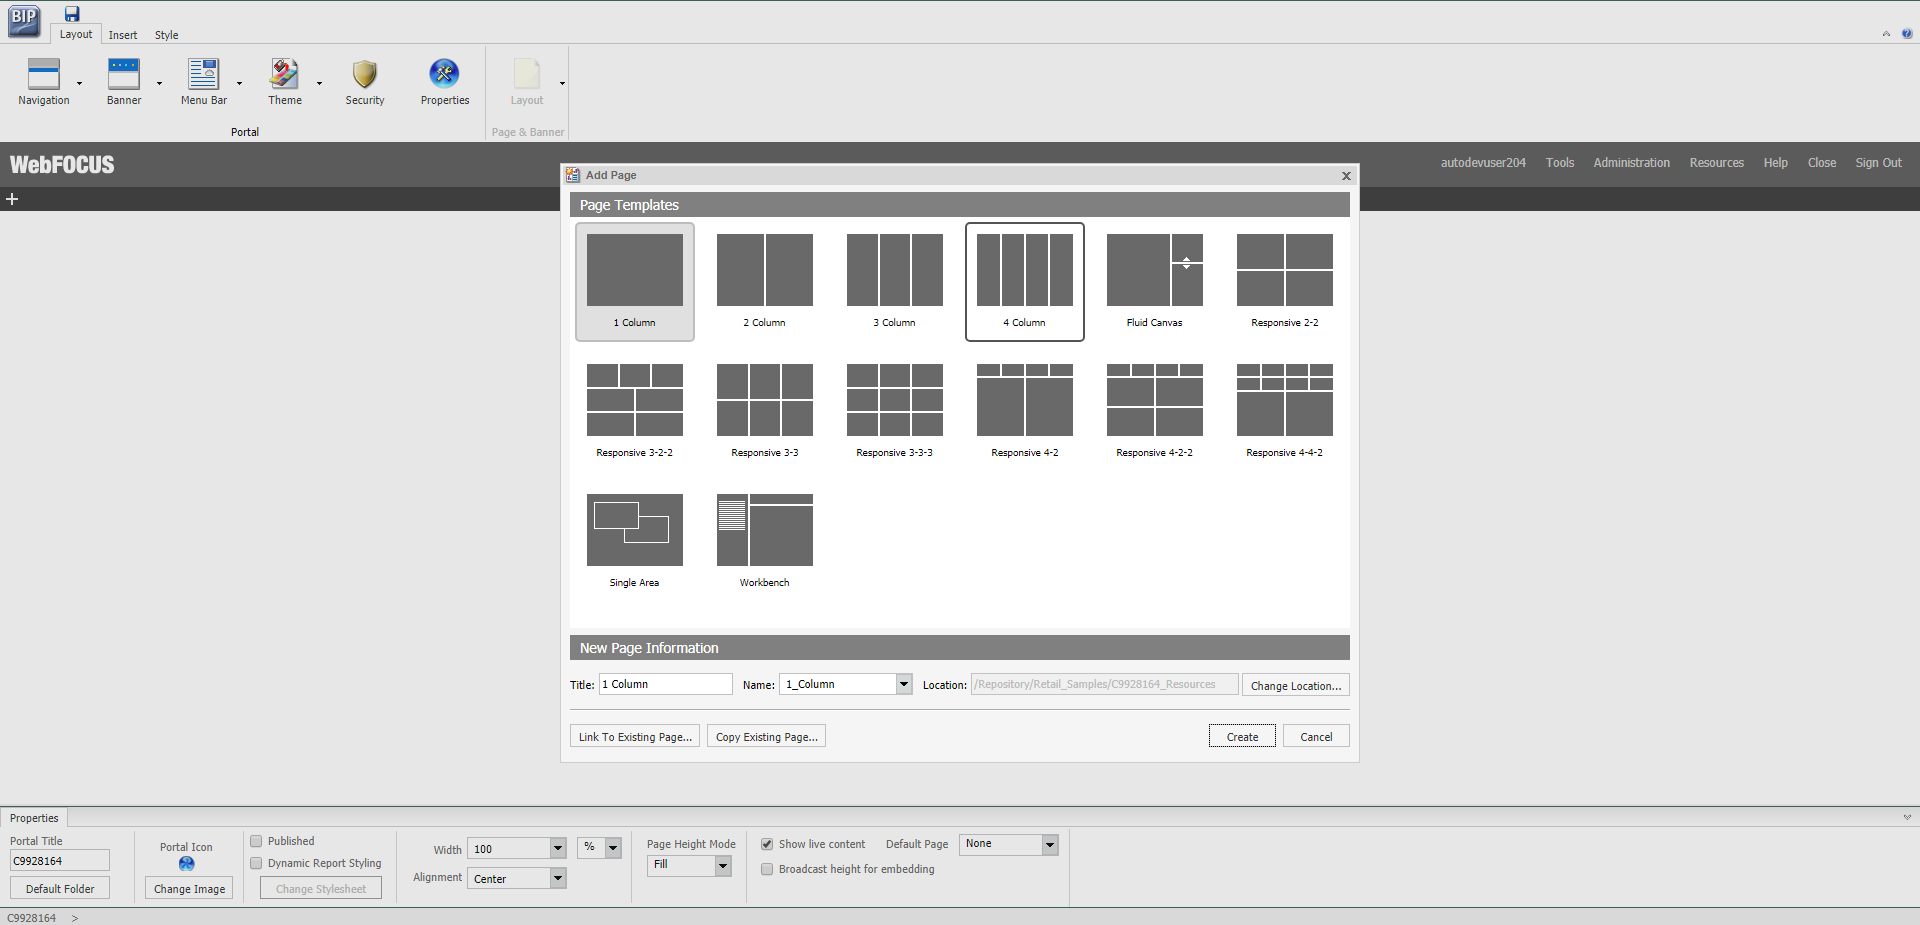 BIP
Layout Insert Style
Navigation Banner Menu Bar Theme Security Properties Layout
Portal Page & Banner
WebFOCUS
autodevuser204 Tools Administration Resources Help Close Sign Out
Add Page
Page Templates
1 Column 2 Column 3 Column 4 Column Fluid Canvas Responsive 2-2
Responsive 3-2-2 Responsive 3-3 Responsive 3-3-3 Responsive 4-2 Responsive 4-2-2 Responsive 4-4-2
Single Area Workbench
New Page Information
Title: 1 Column Name: 1_Column Location: /Repository/Retail_Samples/C9928164_Resources Change Location...
Link To Existing Page... Copy Existing Page... Create Cancel
Properties
Portal Title
C9928164
Default Folder
Portal Icon
Change Image
Published
Dynamic Report Styling
Change Stylesheet
Width 100 %
Alignment Center
Page Height Mode
Fill
Show live content Default Page None
Broadcast height for embedding
C9928164 >